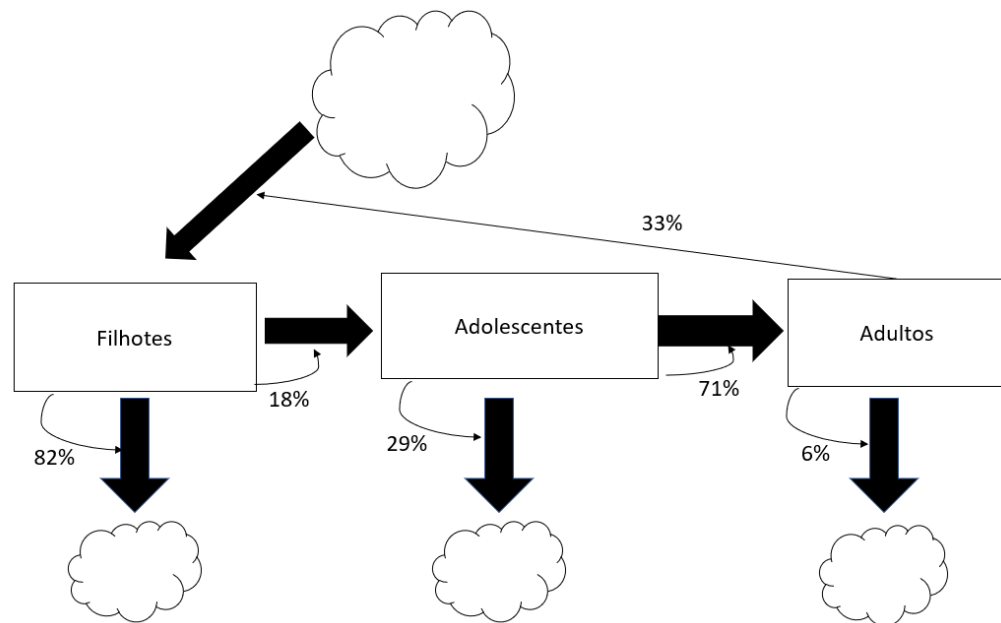 33%
Filhotes
Adolescentes
Adultos
18%
71%
82%
29%
6%